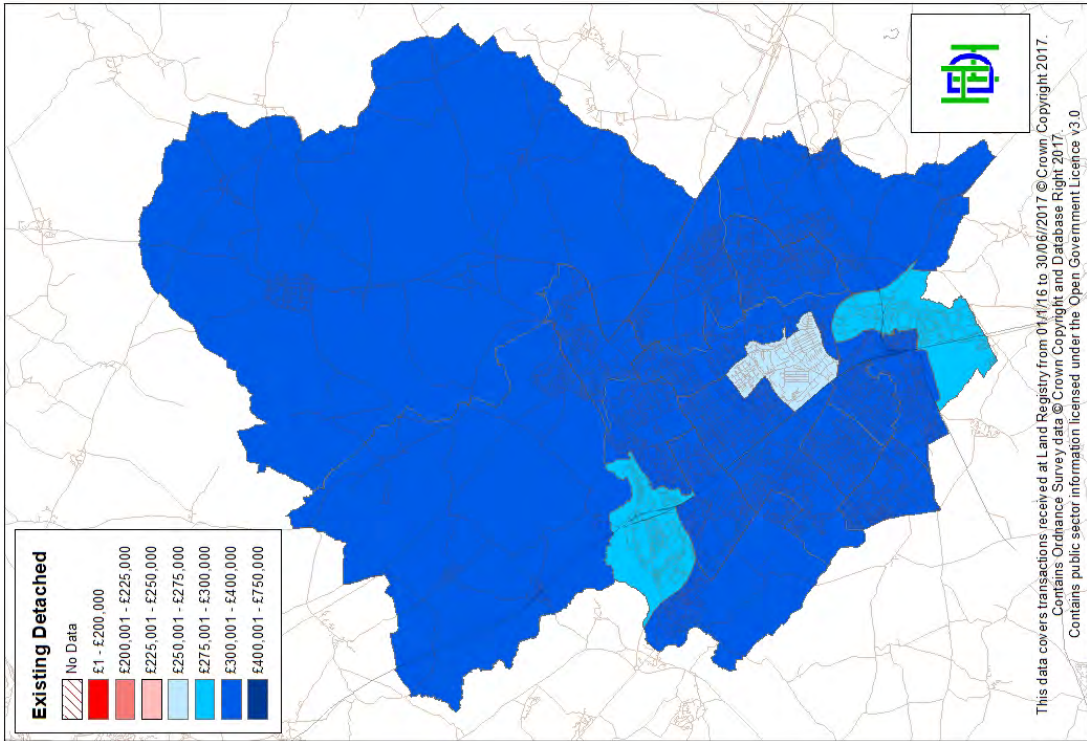 Existing Detached
No Data
£1 - £200,000
£200,001 - £225,000
£225,001 - £250,000
£250,001 - £275,000
£275,001 - £300,000
£300,001 - £400,000
£400,001 - £750,000
This data covers transactions received at Land Registry from 01/1/16 to 30/06//2017 © Crown Copyright 2017.
Contains Ordnance Survey data © Crown Copyright and Database Right 2017.
Contains public sector information licensed under the Open Government Licence v3.0